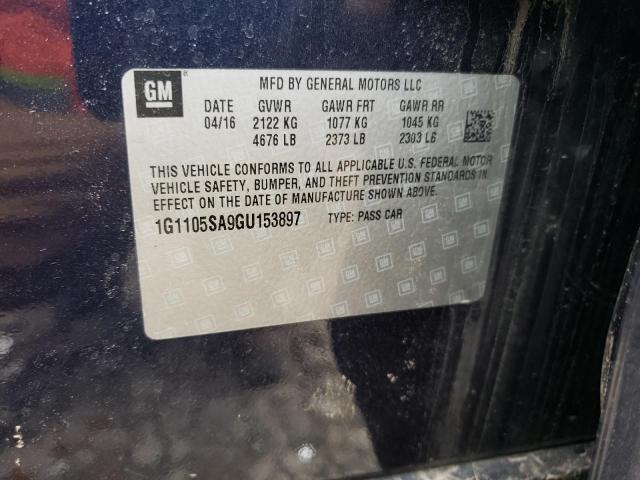 GM ® MFD BY GENERAL MOTORS LLC
DATE GVWR GAWR FRT GAWR RR
04/16 2122 KG 1077 KG 1045 KG
4676 LB 2373 LB 2303 LB
THIS VEHICLE CONFORMS TO ALL APPLICABLE U.S. FEDERAL MOTOR
VEHICLE SAFETY, BUMPER, AND THEFT PREVENTION STANDARDS IN
EFFECT ON THE DATE OF MANUFACTURE SHOWN ABOVE.
1G1105SA9GU153897 TYPE: PASS CAR